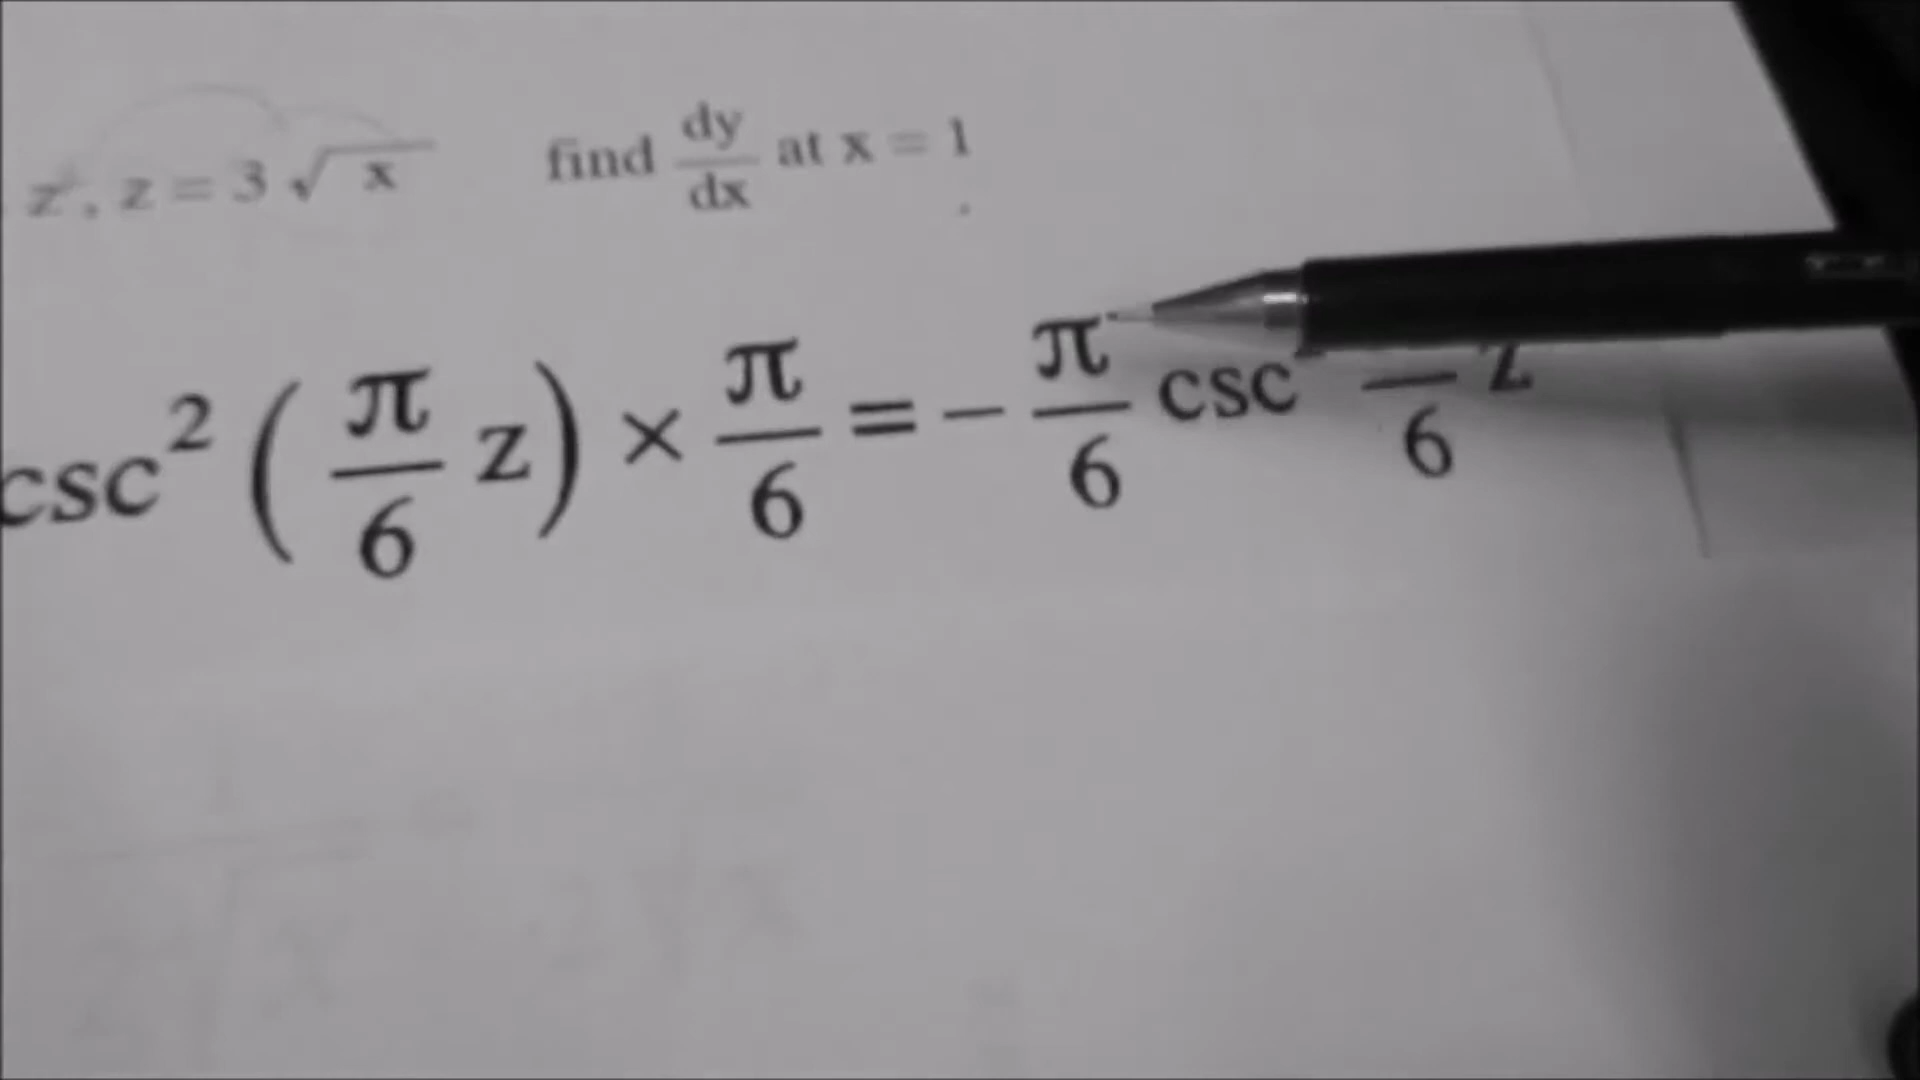 z, z = 3 √x find dy/dx at x = 1
csc² (π/6 z) × π/6 = − π/6 csc 6 z